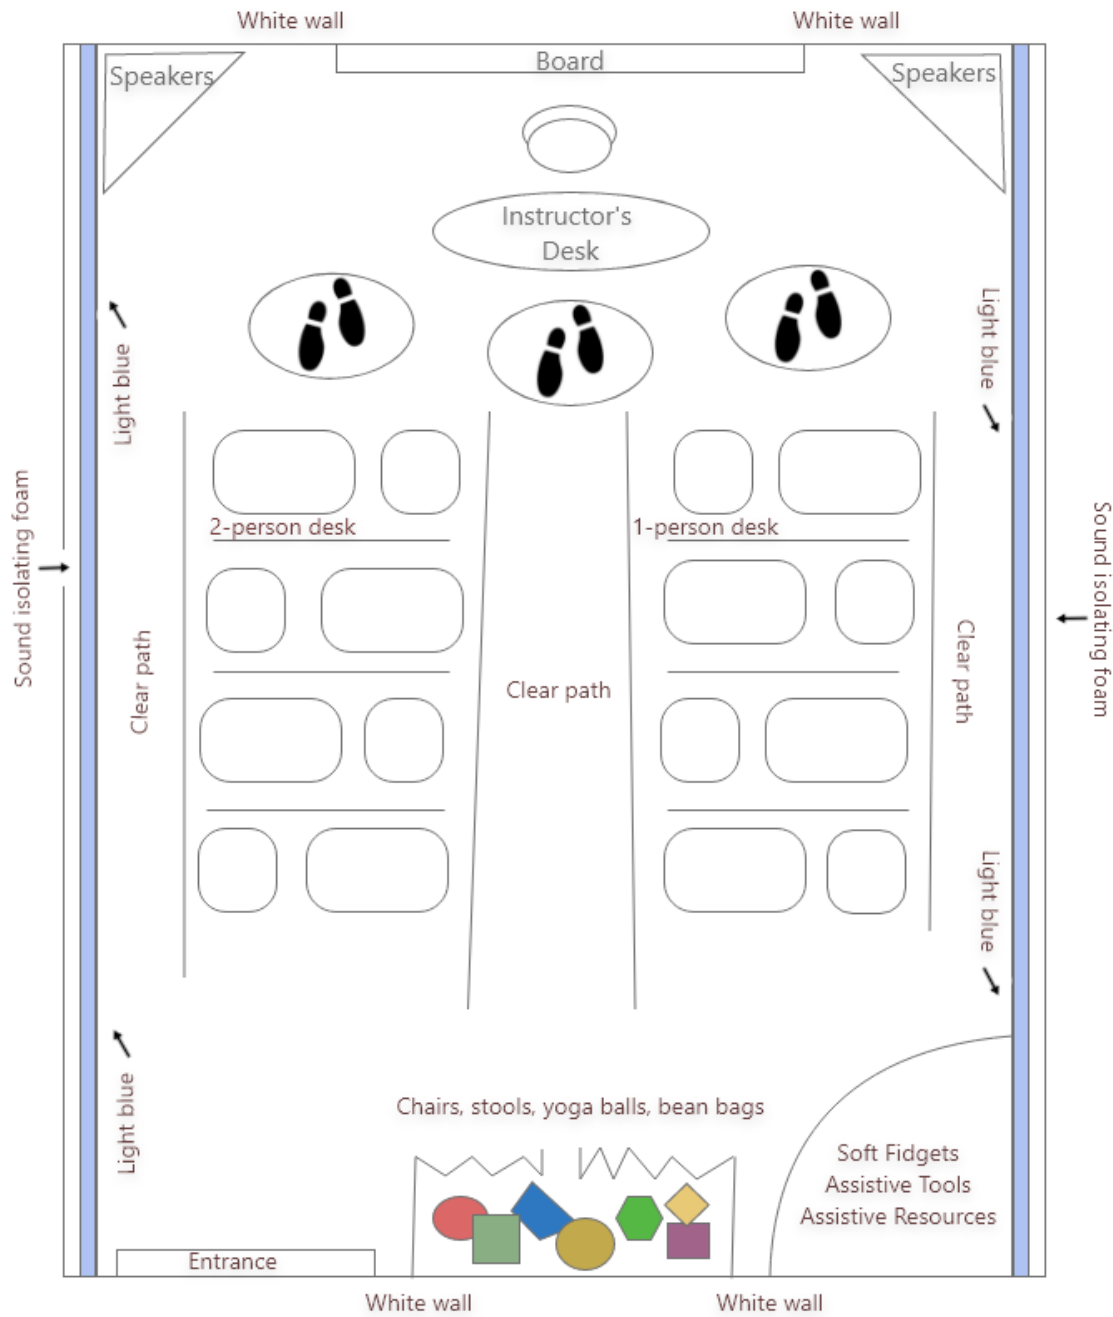 White wall
White wall
Speakers
Board
Speakers
Instructor's
Desk
Light blue
Light blue
Sound isolating foam
2-person desk
1-person desk
Sound isolating foam
Clear path
Clear path
Clear path
Light blue
Light blue
Chairs, stools, yoga balls, bean bags
Soft Fidgets
Assistive Tools
Assistive Resources
Entrance
White wall
White wall